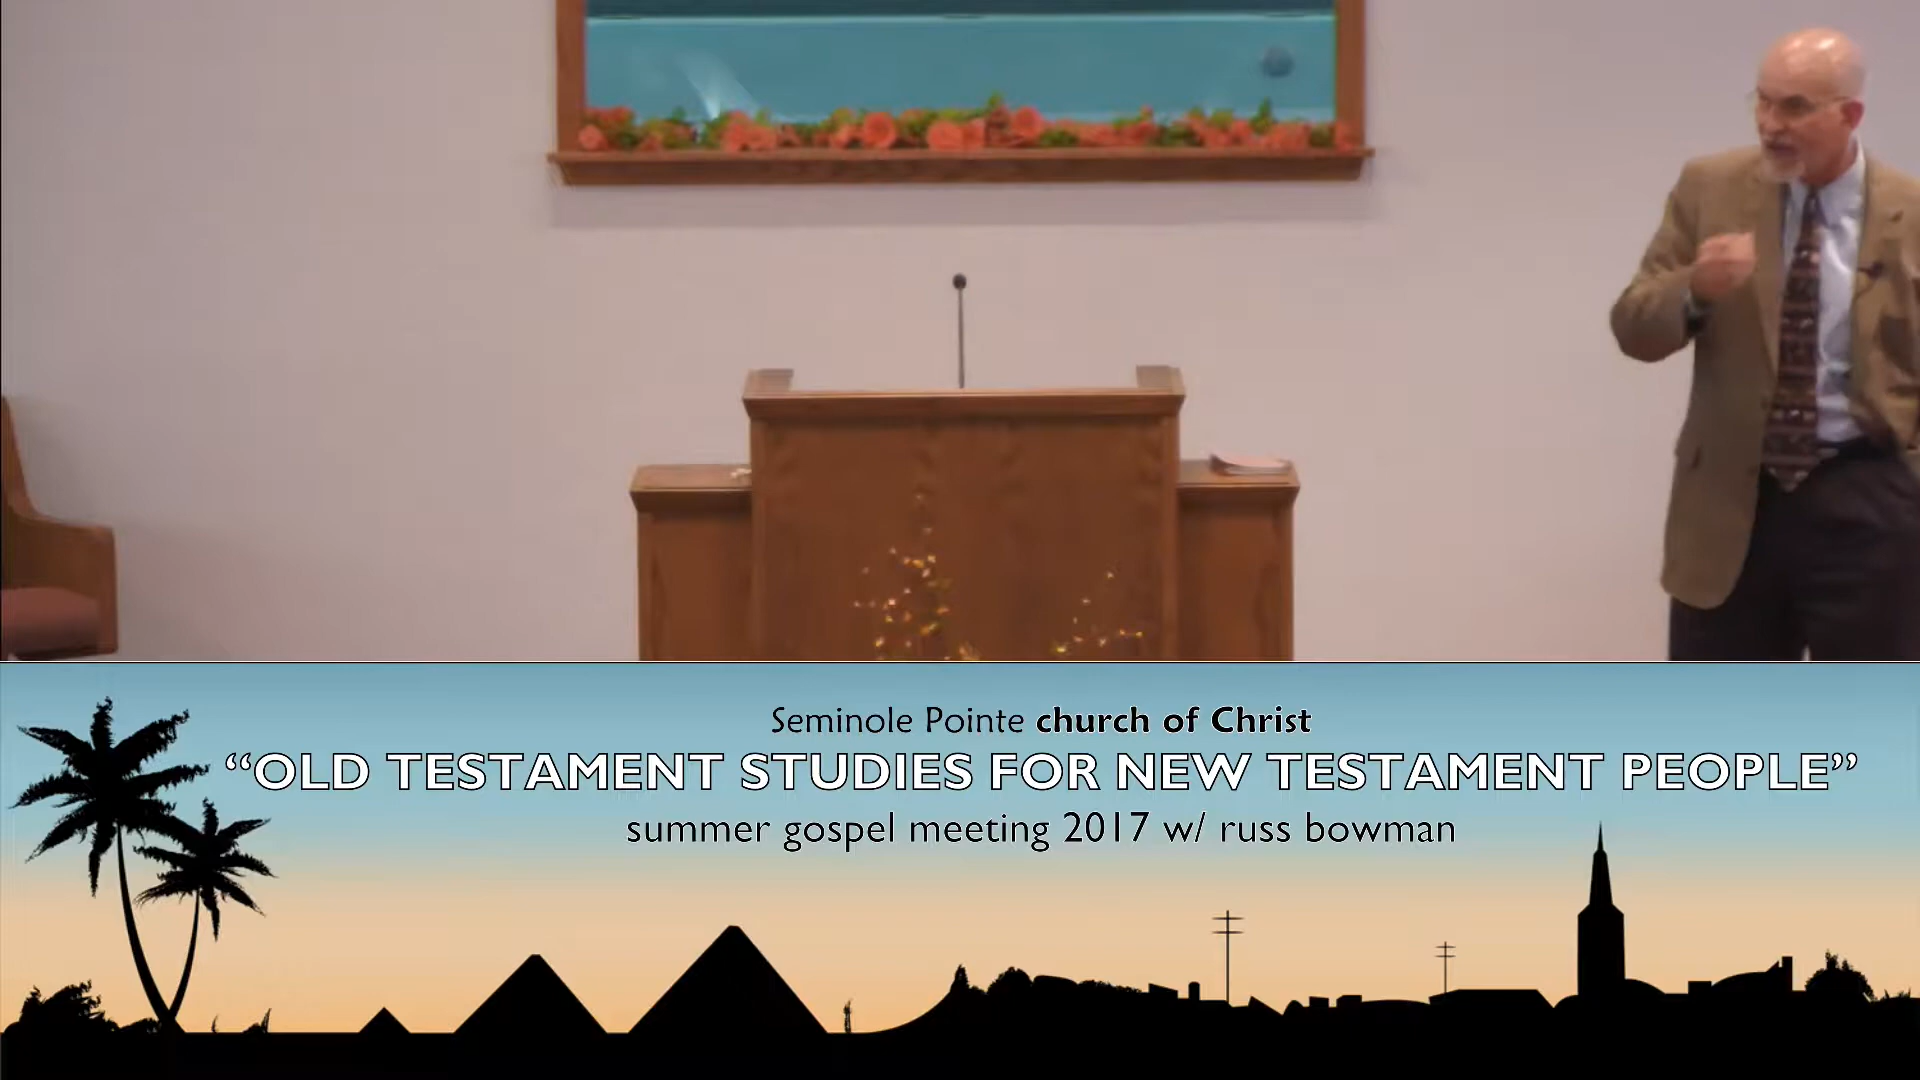 Seminole Pointe church of Christ
“OLD TESTAMENT STUDIES FOR NEW TESTAMENT PEOPLE”
summer gospel meeting 2017 w/ russ bowman